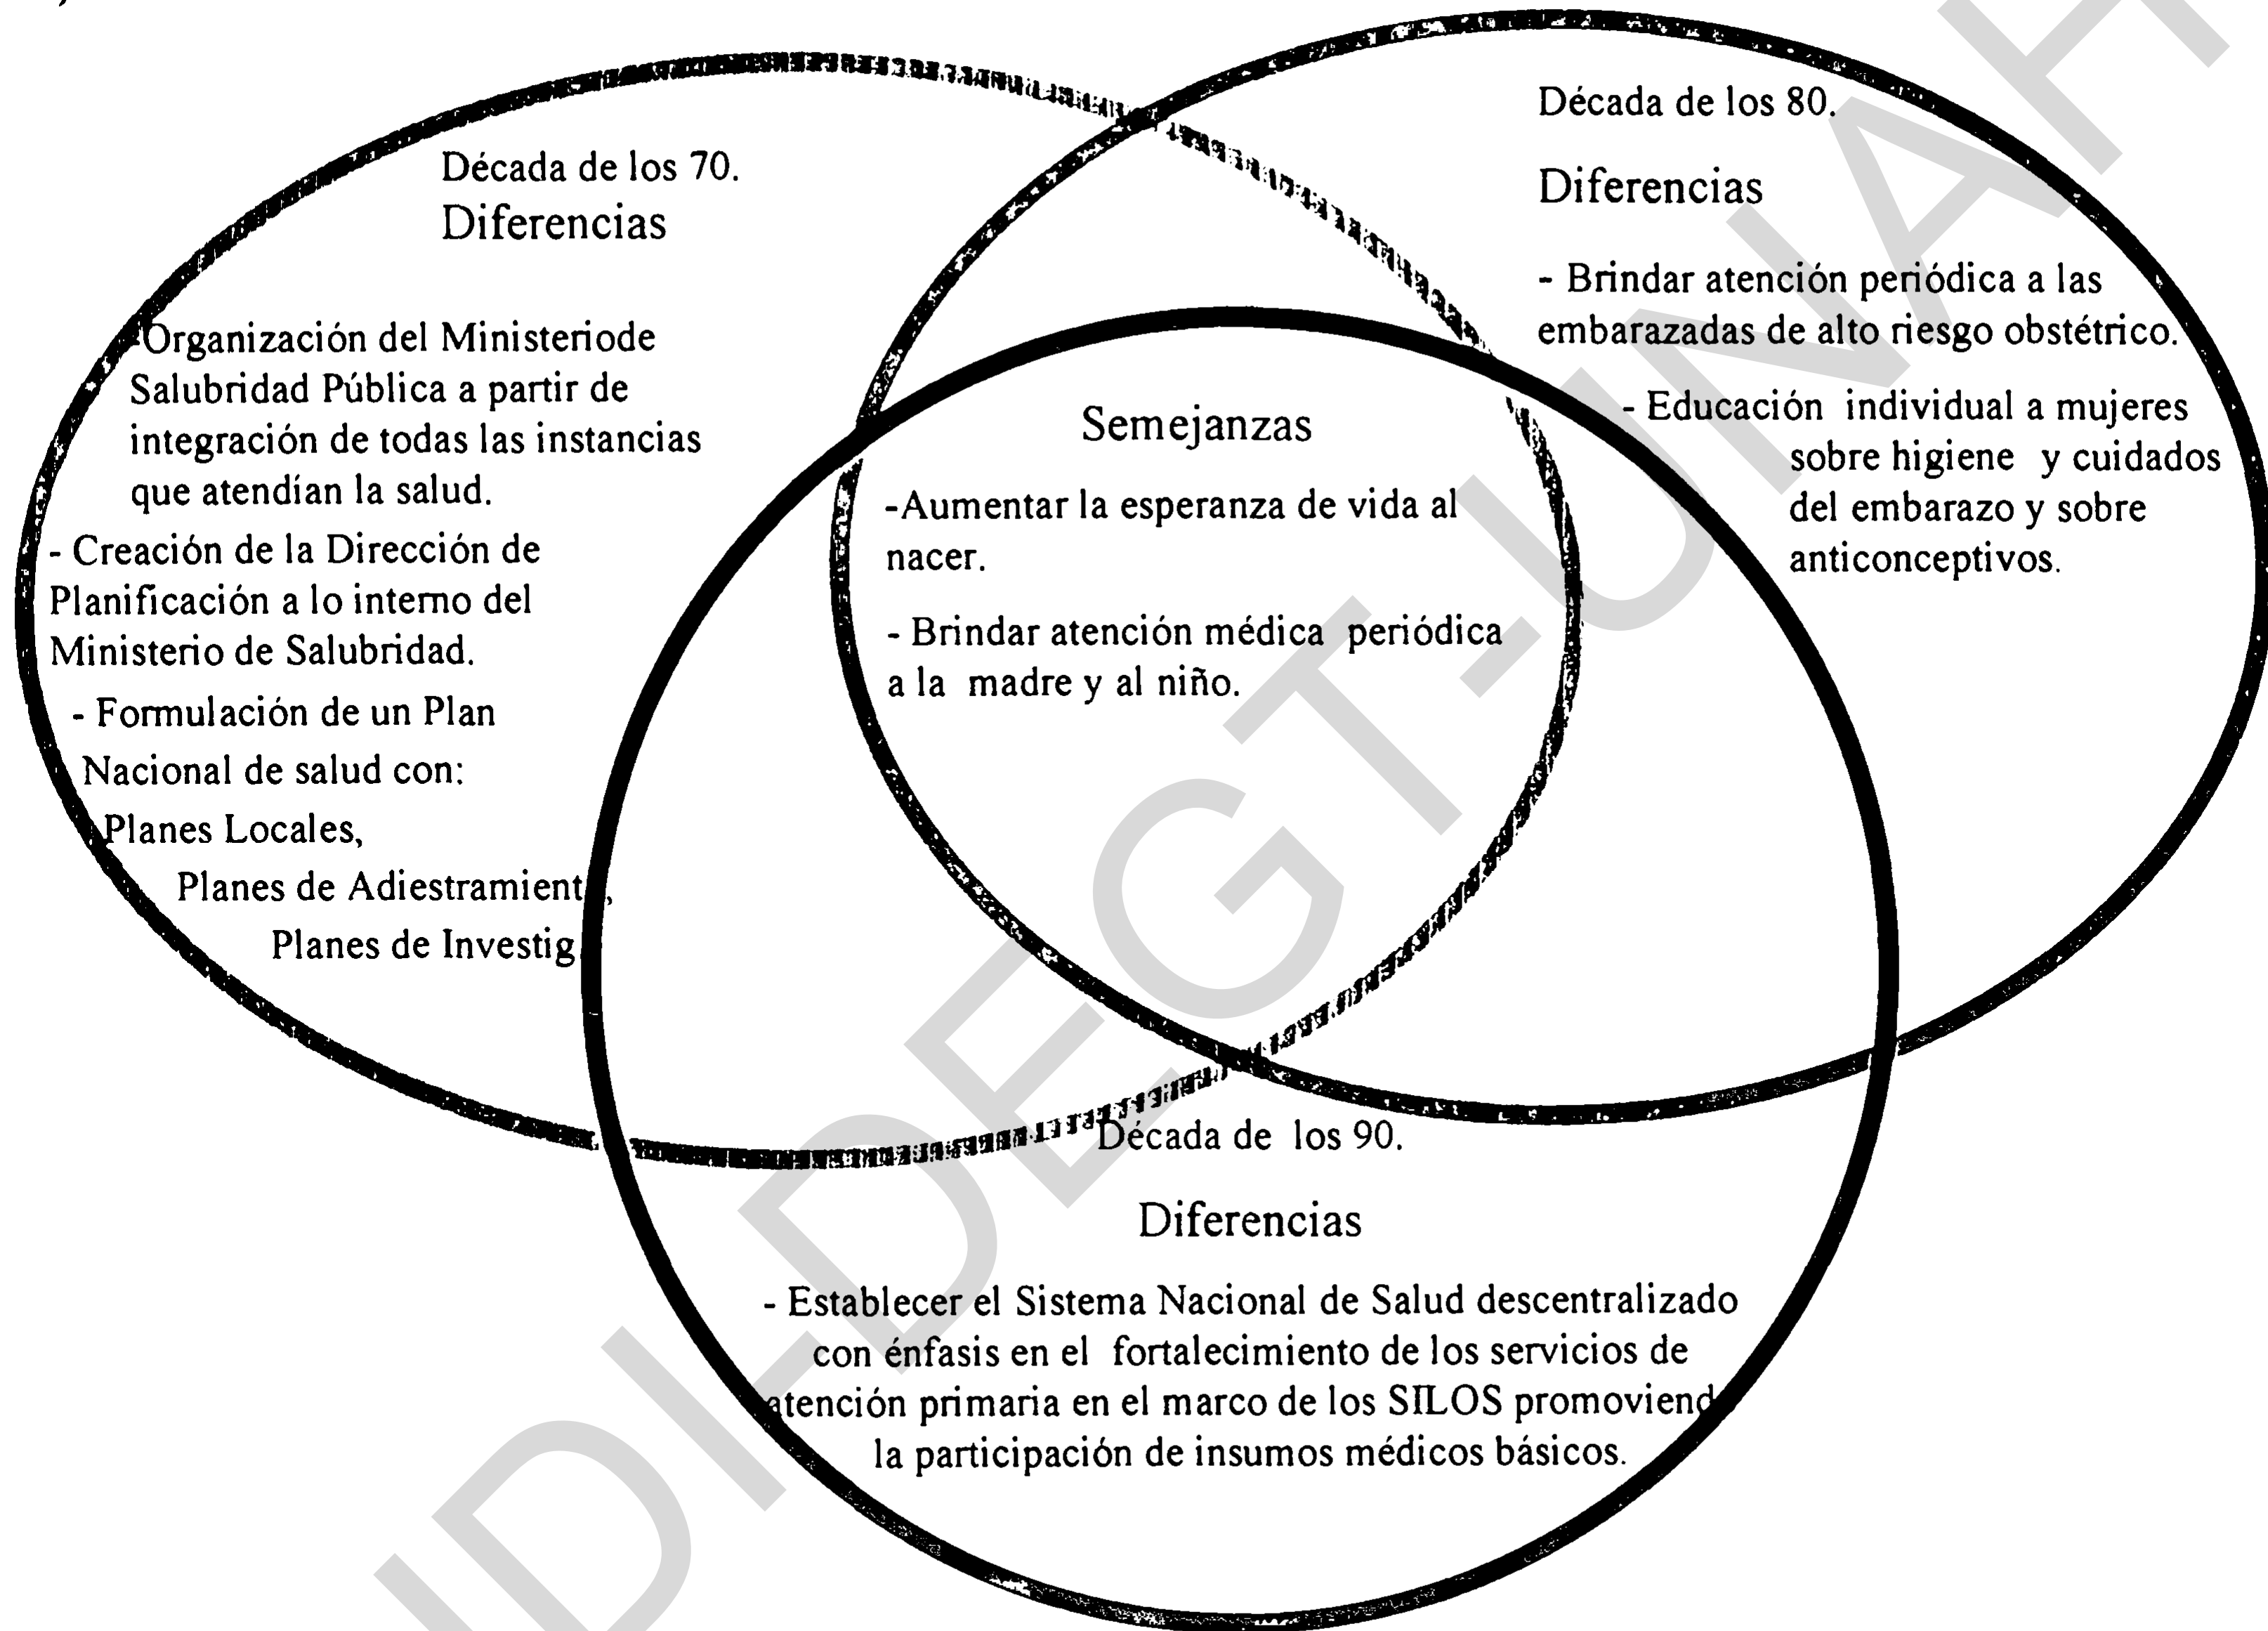 Década de los 70.
Diferencias
-Organización del Ministeriode
Salubridad Pública a partir de
integración de todas las instancias
que atendían la salud.
- Creación de la Dirección de
Planificación a lo interno del
Ministerio de Salubridad.
- Formulación de un Plan
Nacional de salud con:
Planes Locales,
Planes de Adiestramient ,
Planes de Investig
Década de los 80.
Diferencias
- Brindar atención periódica a las
embarazadas de alto riesgo obstétrico.
- Educación individual a mujeres
sobre higiene y cuidados
del embarazo y sobre
anticonceptivos.
Semejanzas
-Aumentar la esperanza de vida al
nacer.
- Brindar atención médica periódica
a la madre y al niño.
Década de los 90.
Diferencias
- Establecer el Sistema Nacional de Salud descentralizado
con énfasis en el fortalecimiento de los servicios de
atención primaria en el marco de los SILOS promoviend
la participación de insumos médicos básicos.
UDI-DEGT-UNAH